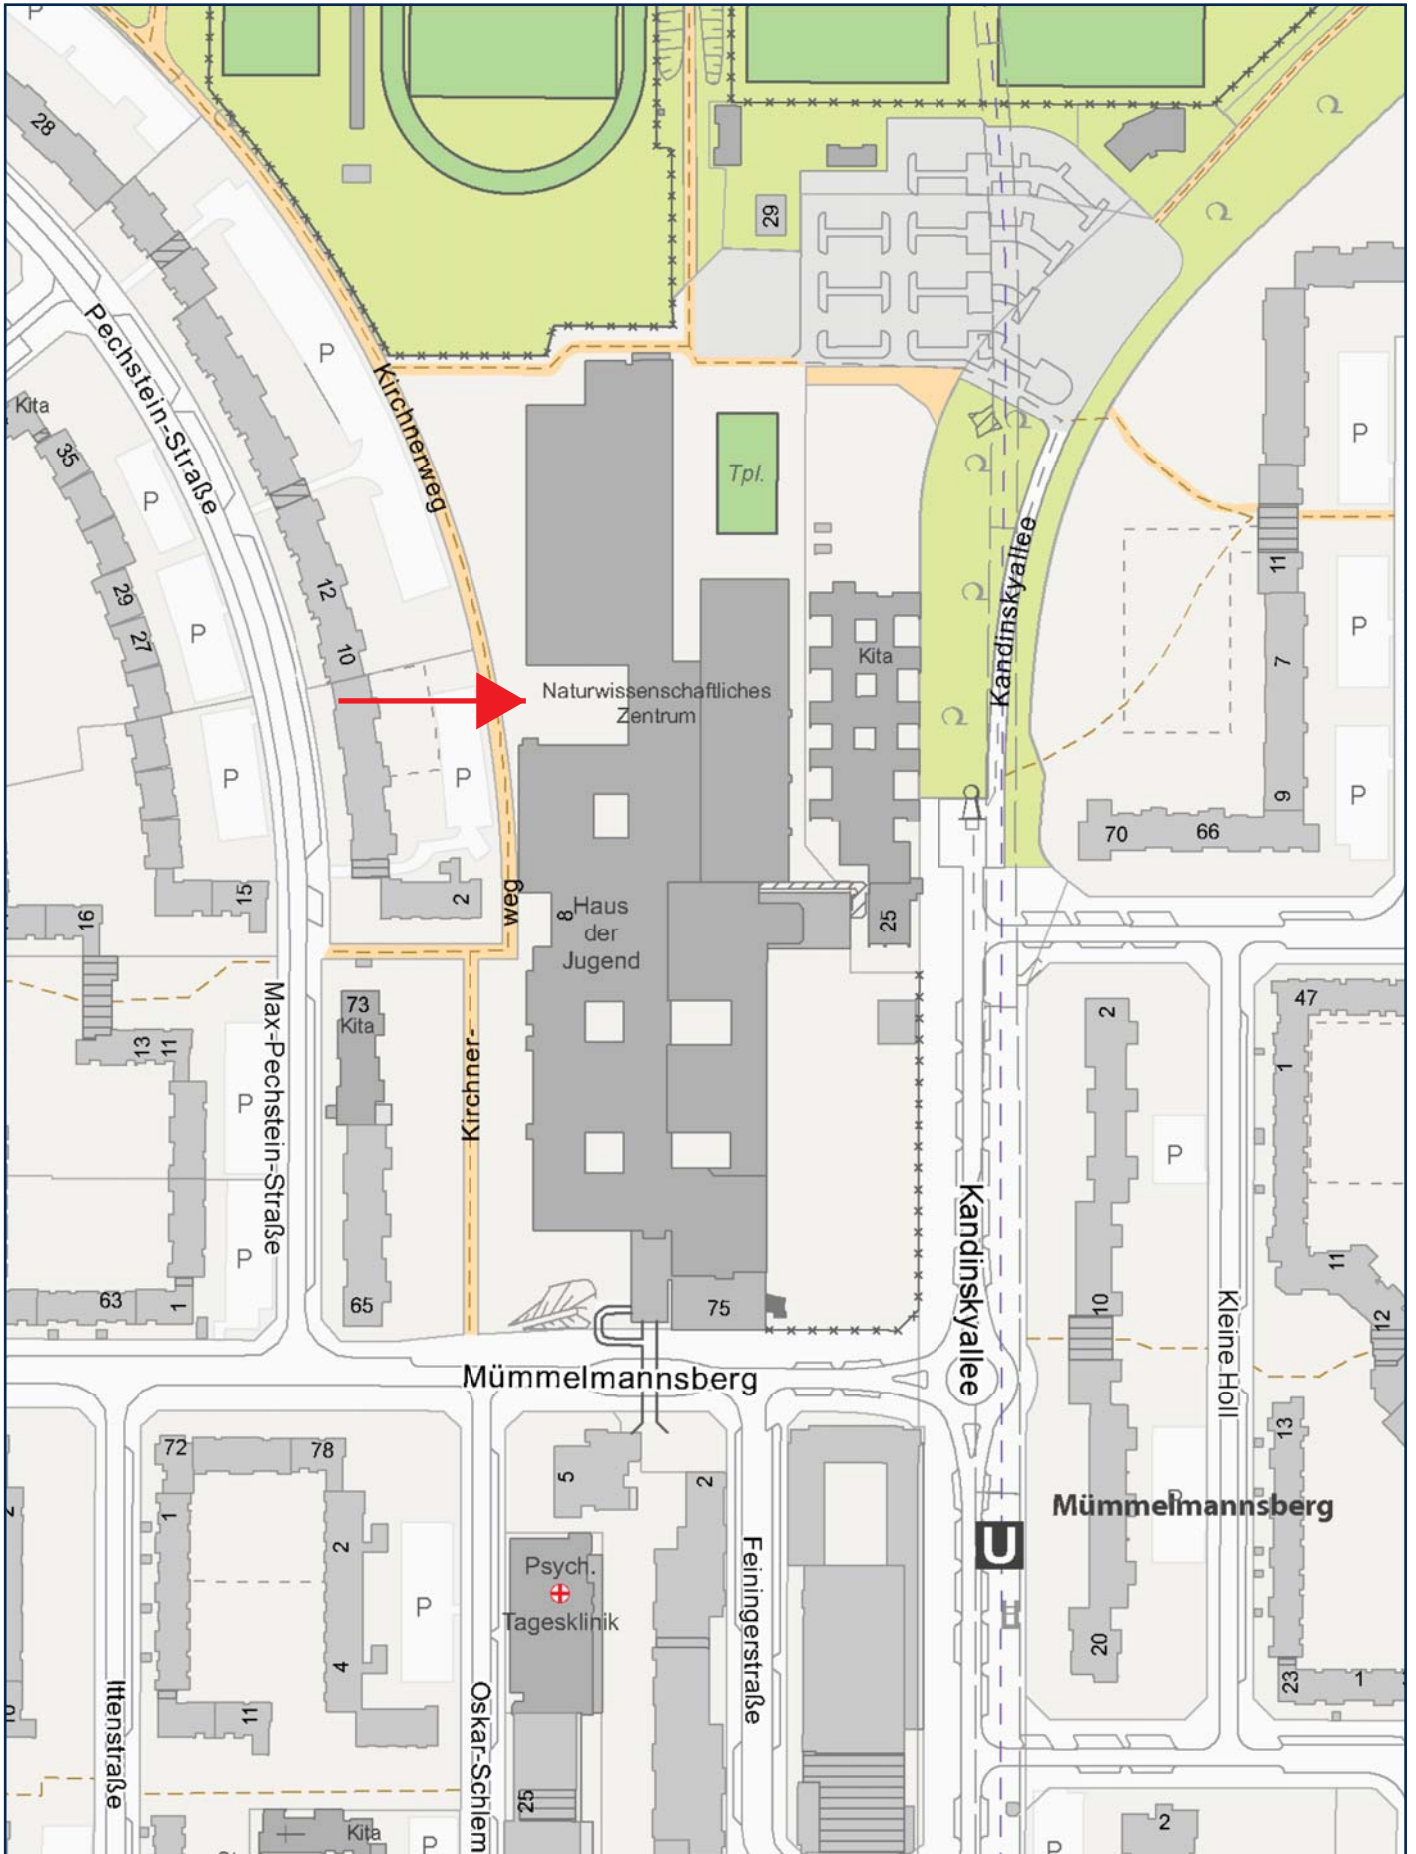 P
28
29
P
Pechstein-Straße
Kirchnerweg
Kita
35
P
P
Tpl.
Kandinskyallee
11
12
29
27
10
P
P
Kita
7
Naturwissenschaftliches
Zentrum
P
P
9
P
70
66
15
2
weg
8
Haus
der
Jugend
25
16
73
Kita
Max-Pechstein-Straße
13
11
Kirchner-
2
47
1
P
P
P
Kandinskyallee
63
1
65
75
10
11
12
Kleine Holl
Mümmelmannsberg
72
78
5
2
13
1
2
P
Mümmelmannsberg
U
Psych.
Tagesklinik
Feiningerstraße
P
4
20
23
1
11
Ittenstraße
Oskar-Schlem
25
Kita
P
P
2